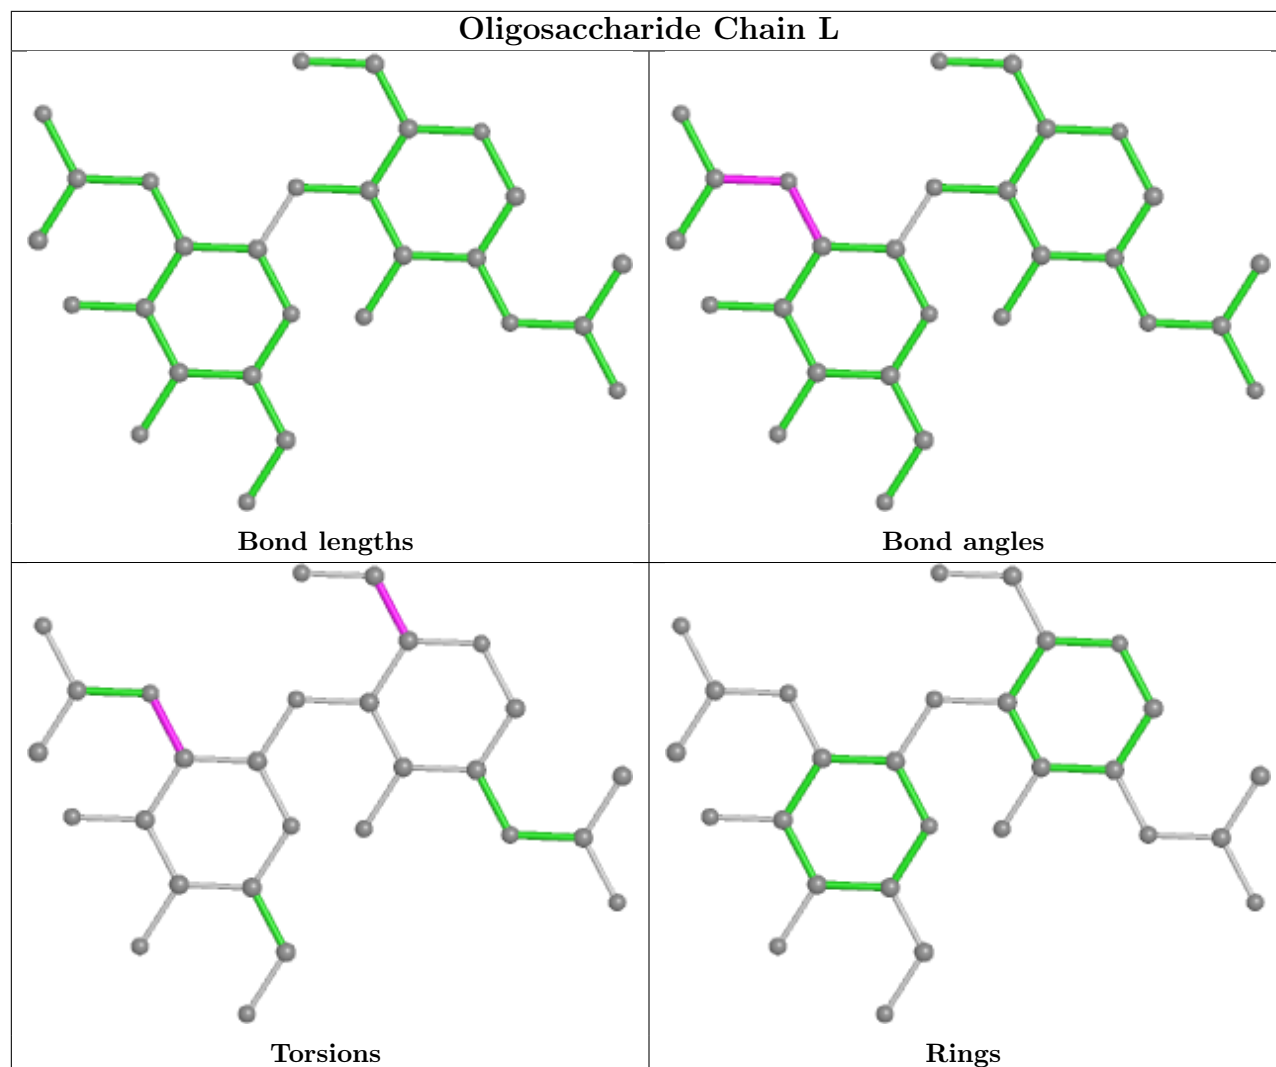 Oligosaccharide Chain L
Bond lengths
Bond angles
Torsions
Rings